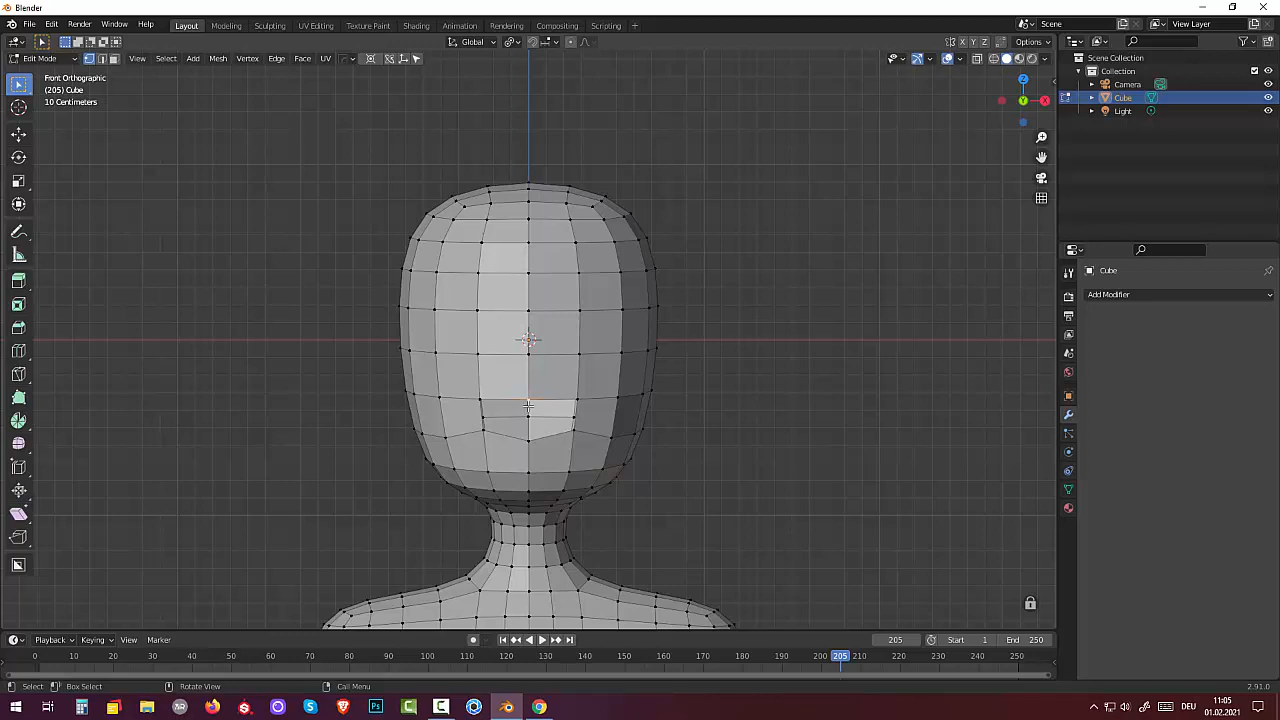 Blender
File Edit Render Window Help Layout Modeling Sculpting UV Editing Texture Paint Shading Animation Rendering Compositing Scripting + Scene View Layer
Global Options
Edit Mode View Select Add Mesh Vertex Edge Face UV X Y Z
Front Orthographic
(205) Cube
10 Centimeters
Z
Y X
Scene Collection
Collection
Camera
Cube
Light
Cube
Add Modifier
Playback Keying View Marker 205 Start 1 End 250
0 10 20 30 40 50 60 70 80 90 100 110 120 130 140 150 160 170 180 190 200 205 210 220 230 240 250
Select Box Select Rotate View Call Menu 2.91.0
Ps DEU 11:05
01.02.2021